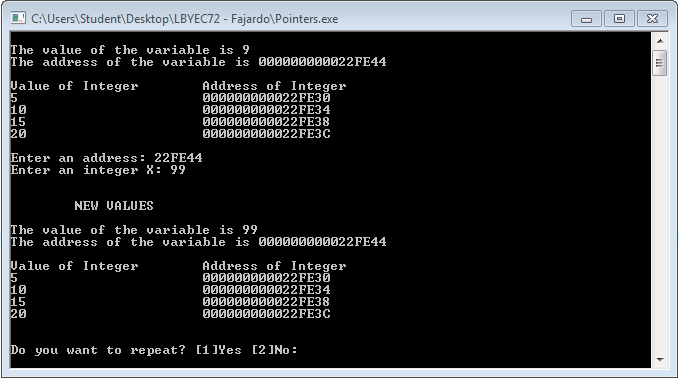 C:\Users\Student\Desktop\LBYEC72 - Fajardo\Pointers.exe
The value of the variable is 9
The address of the variable is 000000000022FE44
Value of Integer Address of Integer
5 000000000022FE30
10 000000000022FE34
15 000000000022FE38
20 000000000022FE3C
Enter an address: 22FE44
Enter an integer X: 99
NEW VALUES
The value of the variable is 99
The address of the variable is 000000000022FE44
Value of Integer Address of Integer
5 000000000022FE30
10 000000000022FE34
15 000000000022FE38
20 000000000022FE3C
Do you want to repeat? [1]Yes [2]No: